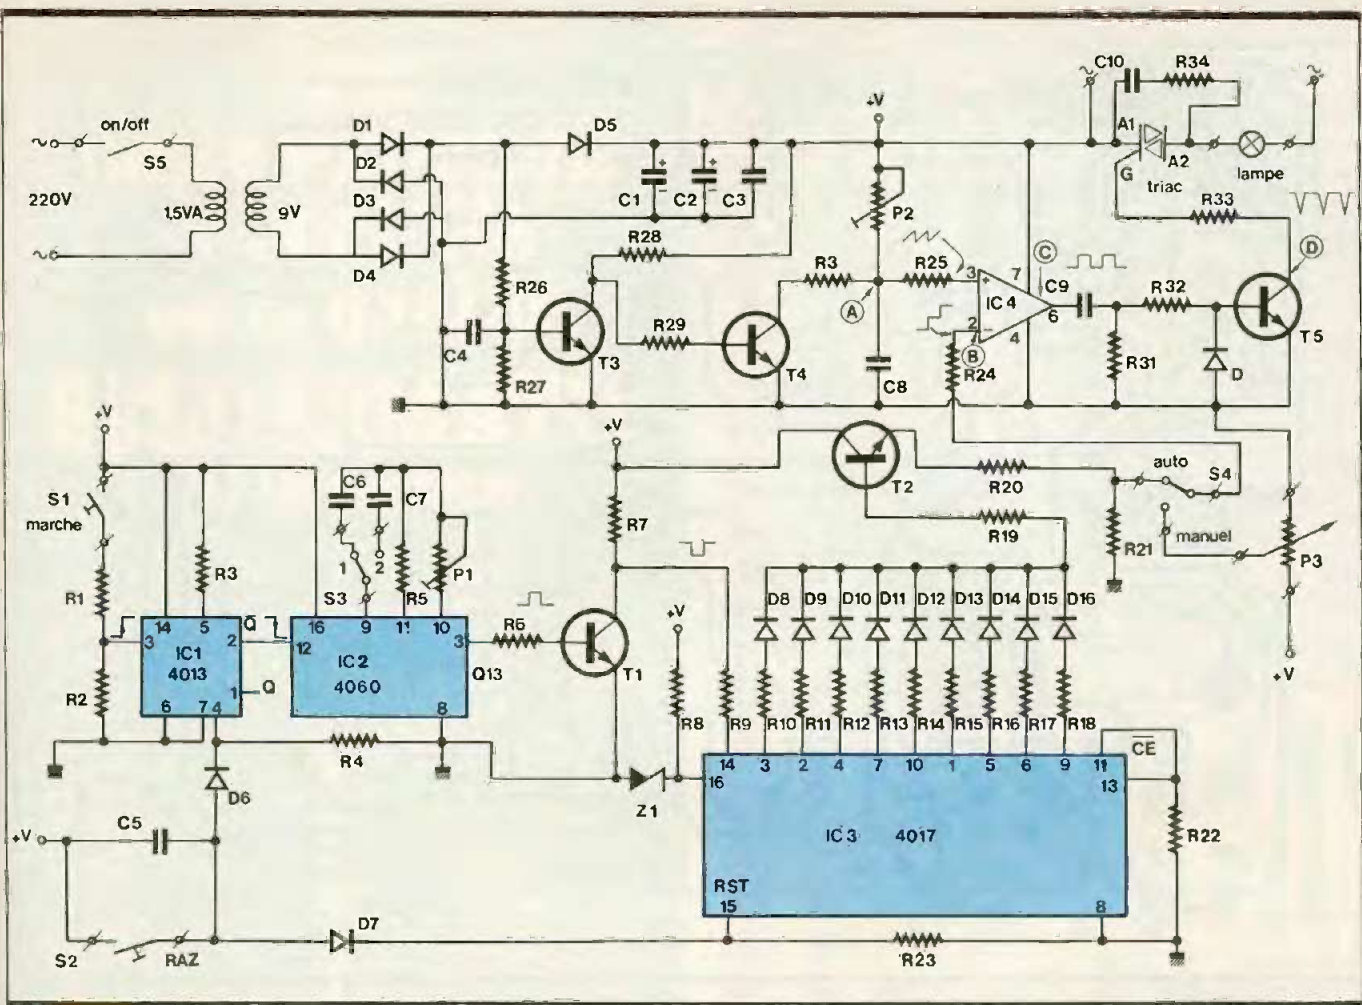 on/off
S5
220V
1,5VA
9V
D1
D2
D3
D4
D5
C1
C2
C3
+V
P2
C10
R34
A1
A2
G
triac
lampe
R33
R28
R26
R3
R25
3
+
7
C
C9
IC4
6
R32
D
T5
A
2
-
B
4
R24
R31
D
C4
R27
T3
R29
T4
C8
+V
S1
marche
C6
C7
+V
R7
T2
R20
R19
auto
S4
manuel
R21
P3
+V
R1
R3
1
2
S3
R5
P1
D8
D9
D10
D11
D12
D13
D14
D15
D16
3
14
5
2
Q
IC1
4013
1
Q
6
7
4
16
9
11
10
12
IC2
4060
3
Q13
8
R6
T1
+V
R2
R8
R9
R10
R11
R12
R13
R14
R15
R16
R17
R18
R4
CE
D6
Z1
16
14
3
2
4
7
10
1
5
6
9
11
13
IC3
4017
R22
+V
C5
RST
15
8
S2
RAZ
D7
R23